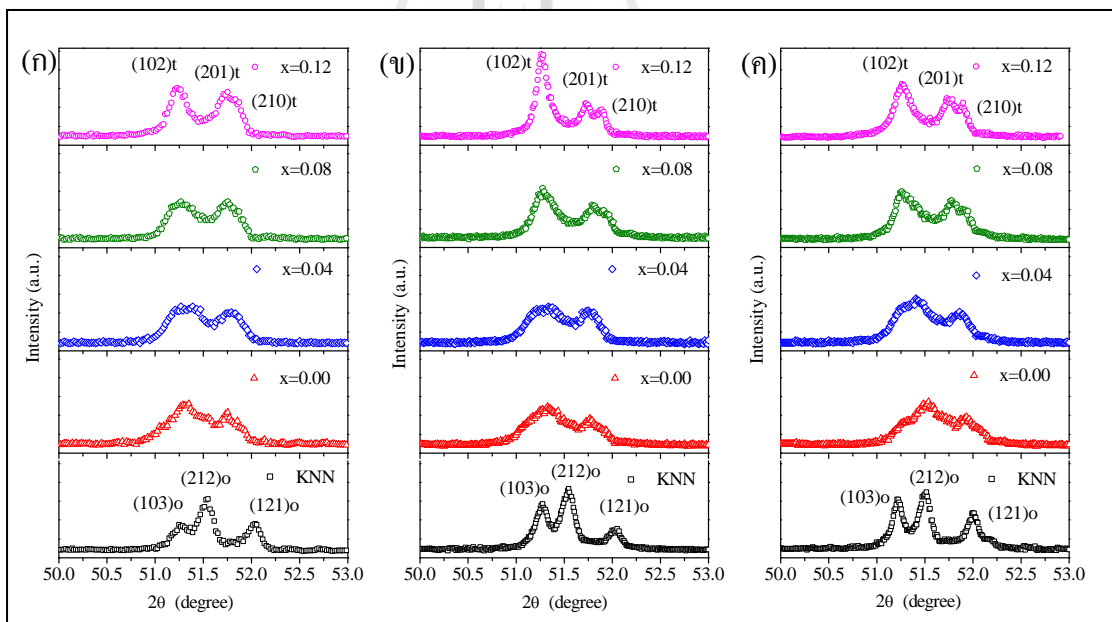 (ก)
(102)t
(201)t
(210)t
x=0.12
x=0.08
x=0.04
x=0.00
KNN
(103)o
(212)o
(121)o
Intensity (a.u.)
50.0 50.5 51.0 51.5 52.0 52.5 53.0
2θ (degree)
(ข)
(102)t
(201)t
(210)t
x=0.12
x=0.08
x=0.04
x=0.00
KNN
(103)o
(212)o
(121)o
Intensity (a.u.)
50.0 50.5 51.0 51.5 52.0 52.5 53.0
2θ (degree)
(ค)
(102)t
(201)t
(210)t
x=0.12
x=0.08
x=0.04
x=0.00
KNN
(103)o
(212)o
(121)o
Intensity (a.u.)
50.0 50.5 51.0 51.5 52.0 52.5 53.0
2θ (degree)